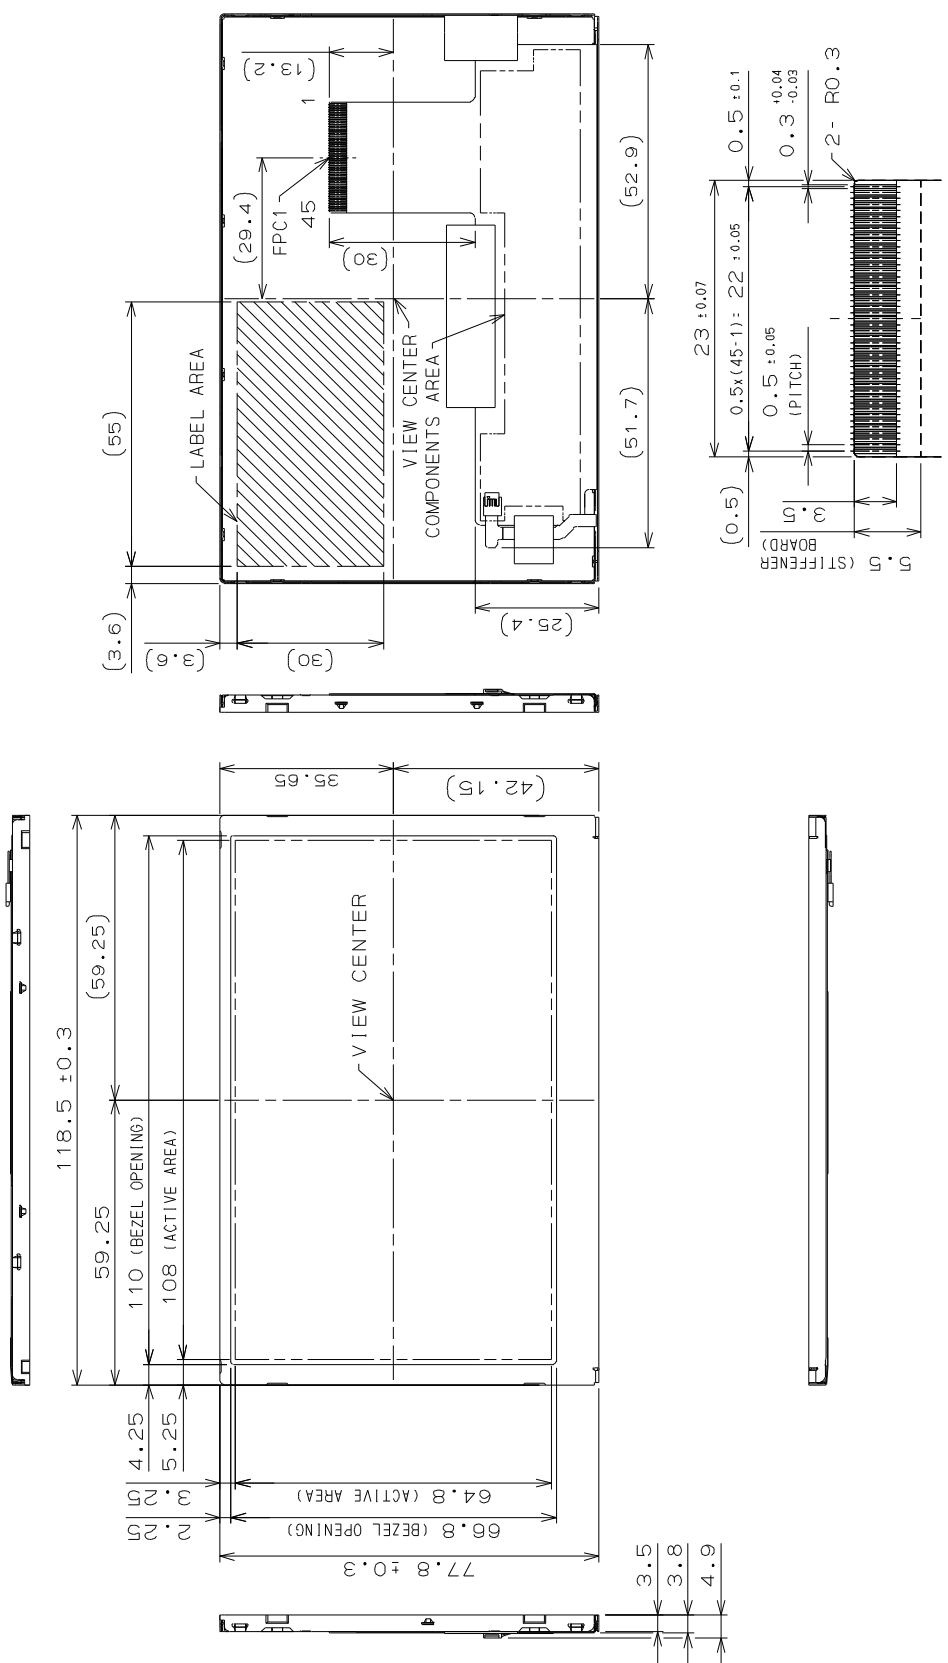 (13.2)
1
(29.4)
FPC1
45
(30)
(52.9)
LABEL AREA
VIEW CENTER
COMPONENTS AREA
(55)
(51.7)
(3.6)
(3.6)
(30)
(25.4)
0.5 ±0.1
0.3 +0.04 -0.03
2- R0.3
23 ±0.07
0.5x(45-1)= 22 ±0.05
0.5 ±0.05
(PITCH)
(0.5)
3.5
5.5 (STIFFENER
BOARD)
35.65
(42.15)
(59.25)
118.5 ±0.3
VIEW CENTER
59.25
110 (BEZEL OPENING)
108 (ACTIVE AREA)
4.25
5.25
3.25
2.25
64.8 (ACTIVE AREA)
66.8 (BEZEL OPENING)
77.8 ±0.3
3.5
3.8
4.9